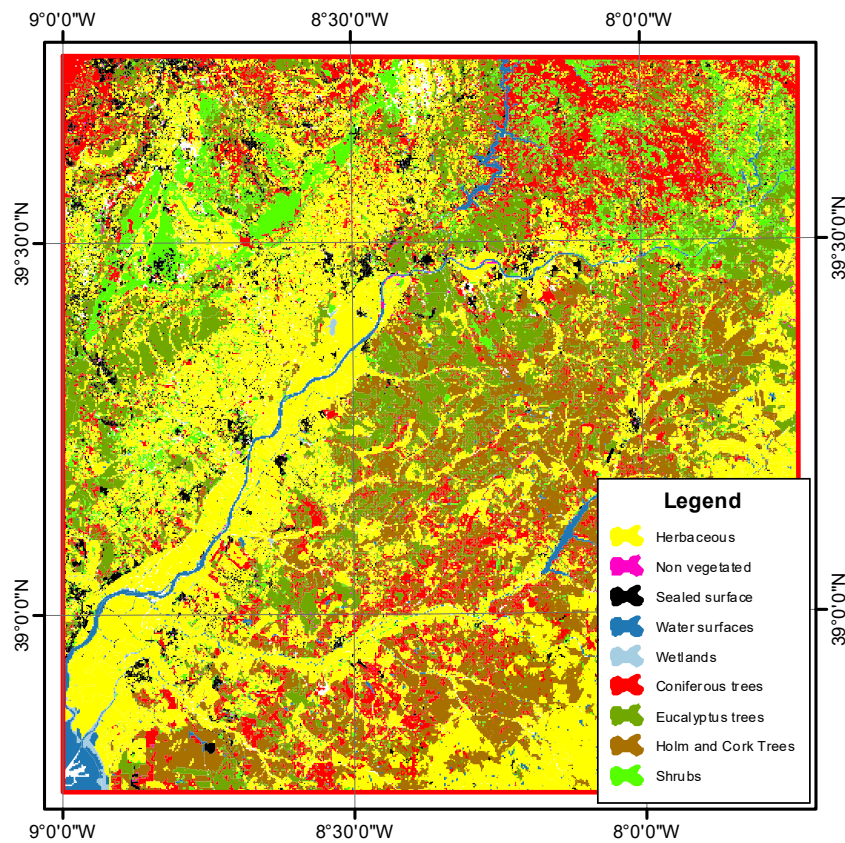 9°0'0"W 8°30'0"W 8°0'0"W
39°30'0"N 39°30'0"N
Legend
Herbaceous
Non vegetated
Sealed surface
39°0'0"N 39°0'0"N
Water surfaces
Wetlands
Coniferous trees
Eucalyptus trees
Holm and Cork Trees
Shrubs
9°0'0"W 8°30'0"W 8°0'0"W